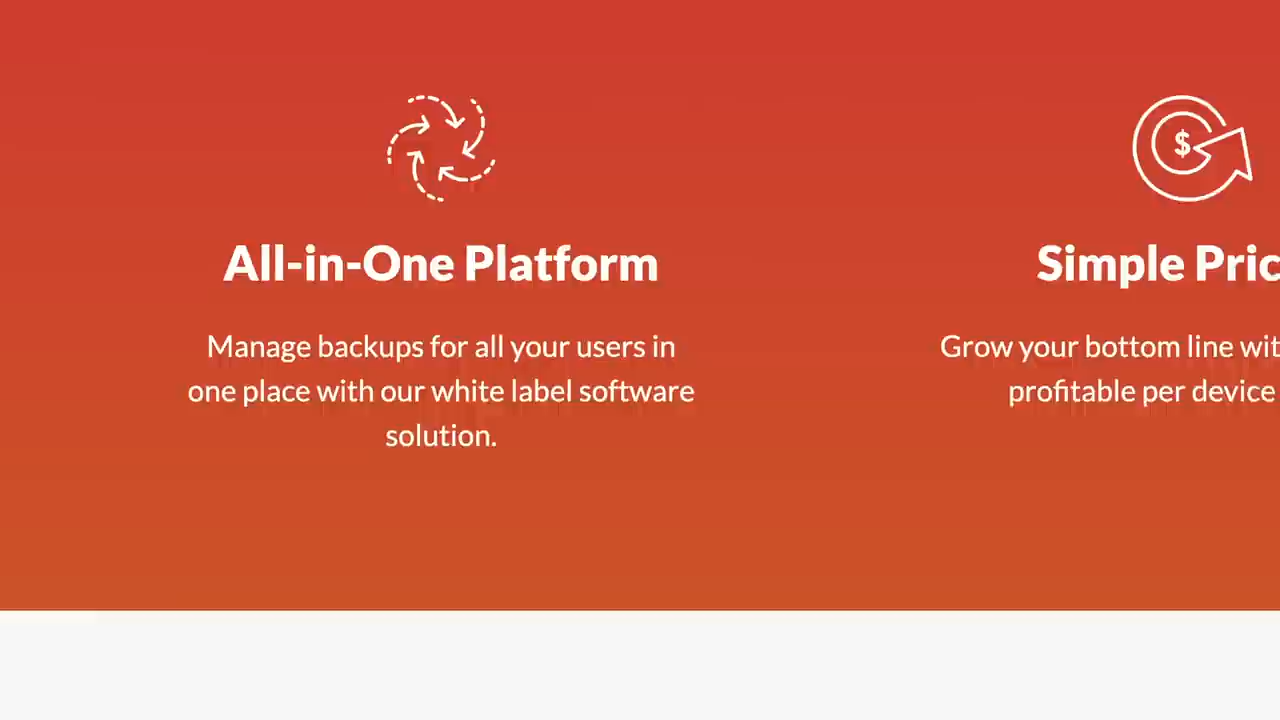 $
All-in-One Platform
Manage backups for all your users in
one place with our white label software
solution.
Simple Pric
Grow your bottom line wit
profitable per device